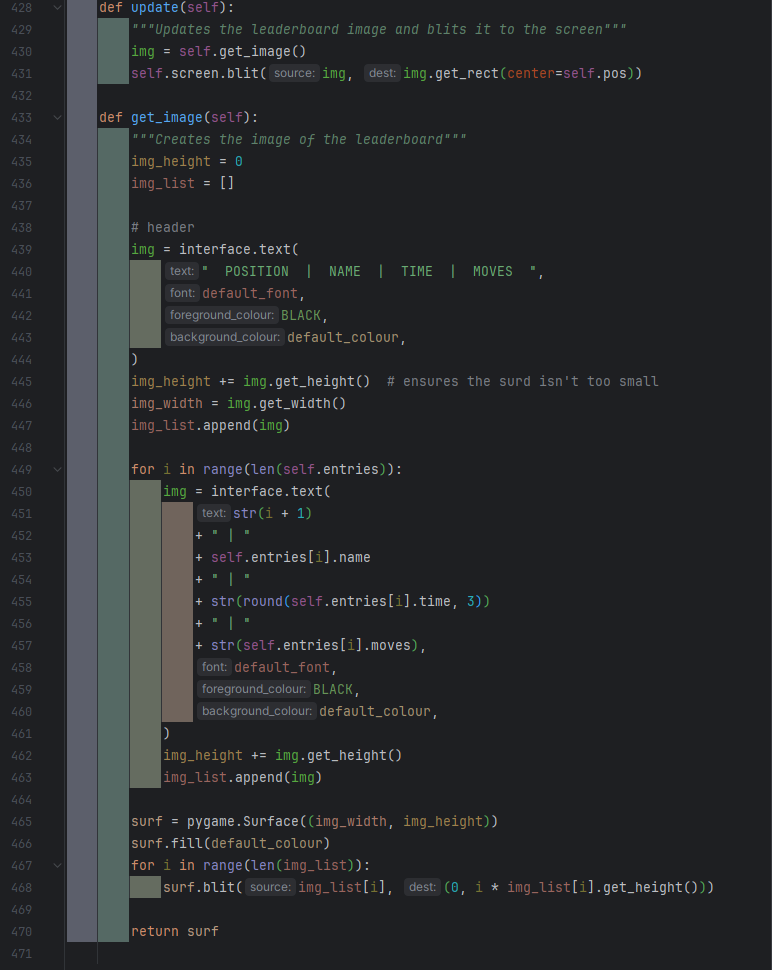 428 def update(self):
429 """Updates the leaderboard image and blits it to the screen"""
430 img = self.get_image()
431 self.screen.blit( source: img, dest: img.get_rect(center=self.pos))
432
433 def get_image(self):
434 """Creates the image of the leaderboard"""
435 img_height = 0
436 img_list = []
437
438 # header
439 img = interface.text(
440 text: "  POSITION  |  NAME  |  TIME  |  MOVES  ",
441 font: default_font,
442 foreground_colour: BLACK,
443 background_colour: default_colour,
444 )
445 img_height += img.get_height()  # ensures the surd isn't too small
446 img_width = img.get_width()
447 img_list.append(img)
448
449 for i in range(len(self.entries)):
450 img = interface.text(
451 text: str(i + 1)
452 + " | "
453 + self.entries[i].name
454 + " | "
455 + str(round(self.entries[i].time, 3))
456 + " | "
457 + str(self.entries[i].moves),
458 font: default_font,
459 foreground_colour: BLACK,
460 background_colour: default_colour,
461 )
462 img_height += img.get_height()
463 img_list.append(img)
464
465 surf = pygame.Surface((img_width, img_height))
466 surf.fill(default_colour)
467 for i in range(len(img_list)):
468 surf.blit( source: img_list[i], dest: (0, i * img_list[i].get_height()))
469
470 return surf
471